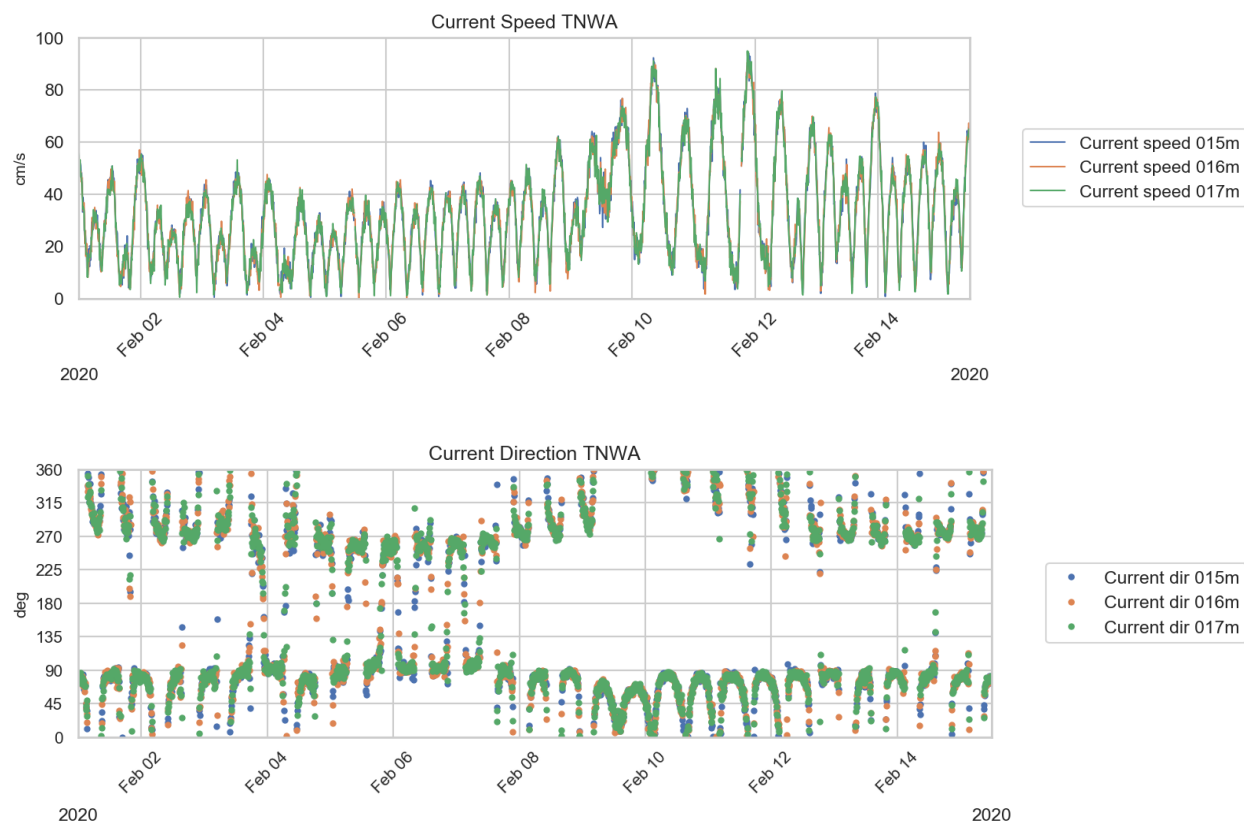 Current Speed TNWA
100
80
60
40
20
0
cm/s
Feb 02
Feb 04
Feb 06
Feb 08
Feb 10
Feb 12
Feb 14
2020
2020
Current speed 015m
Current speed 016m
Current speed 017m
Current Direction TNWA
360
315
270
225
180
135
90
45
0
deg
Feb 02
Feb 04
Feb 06
Feb 08
Feb 10
Feb 12
Feb 14
2020
2020
Current dir 015m
Current dir 016m
Current dir 017m